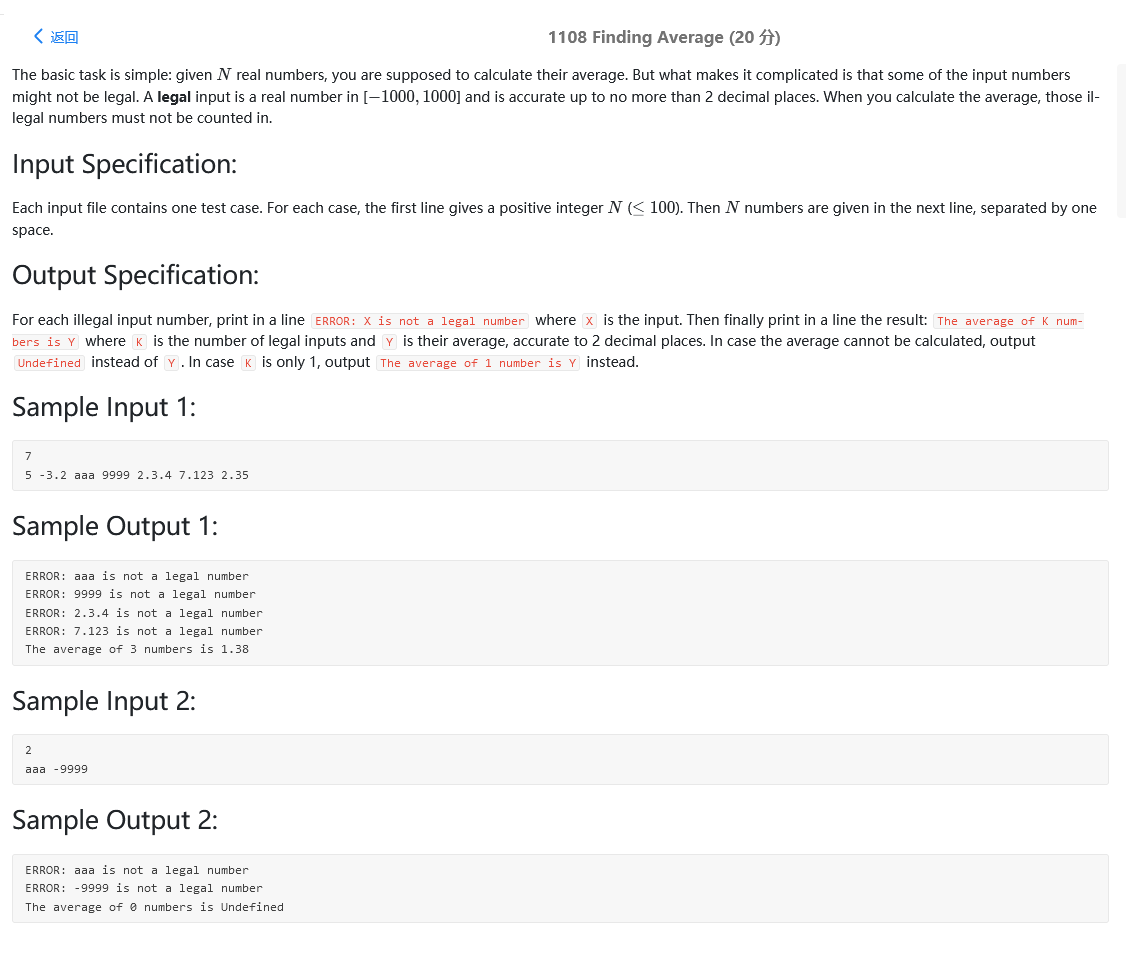 返回
1108 Finding Average (20 分)
The basic task is simple: given N real numbers, you are supposed to calculate their average. But what makes it complicated is that some of the input numbers
might not be legal. A legal input is a real number in [−1000, 1000] and is accurate up to no more than 2 decimal places. When you calculate the average, those il-
legal numbers must not be counted in.
Input Specification:
Each input file contains one test case. For each case, the first line gives a positive integer N (≤ 100). Then N numbers are given in the next line, separated by one
space.
Output Specification:
For each illegal input number, print in a line ERROR: X is not a legal number where X is the input. Then finally print in a line the result: The average of K num-
bers is Y where K is the number of legal inputs and Y is their average, accurate to 2 decimal places. In case the average cannot be calculated, output
Undefined instead of Y. In case K is only 1, output The average of 1 number is Y instead.
Sample Input 1:
7
5 -3.2 aaa 9999 2.3.4 7.123 2.35
Sample Output 1:
ERROR: aaa is not a legal number
ERROR: 9999 is not a legal number
ERROR: 2.3.4 is not a legal number
ERROR: 7.123 is not a legal number
The average of 3 numbers is 1.38
Sample Input 2:
2
aaa -9999
Sample Output 2:
ERROR: aaa is not a legal number
ERROR: -9999 is not a legal number
The average of 0 numbers is Undefined